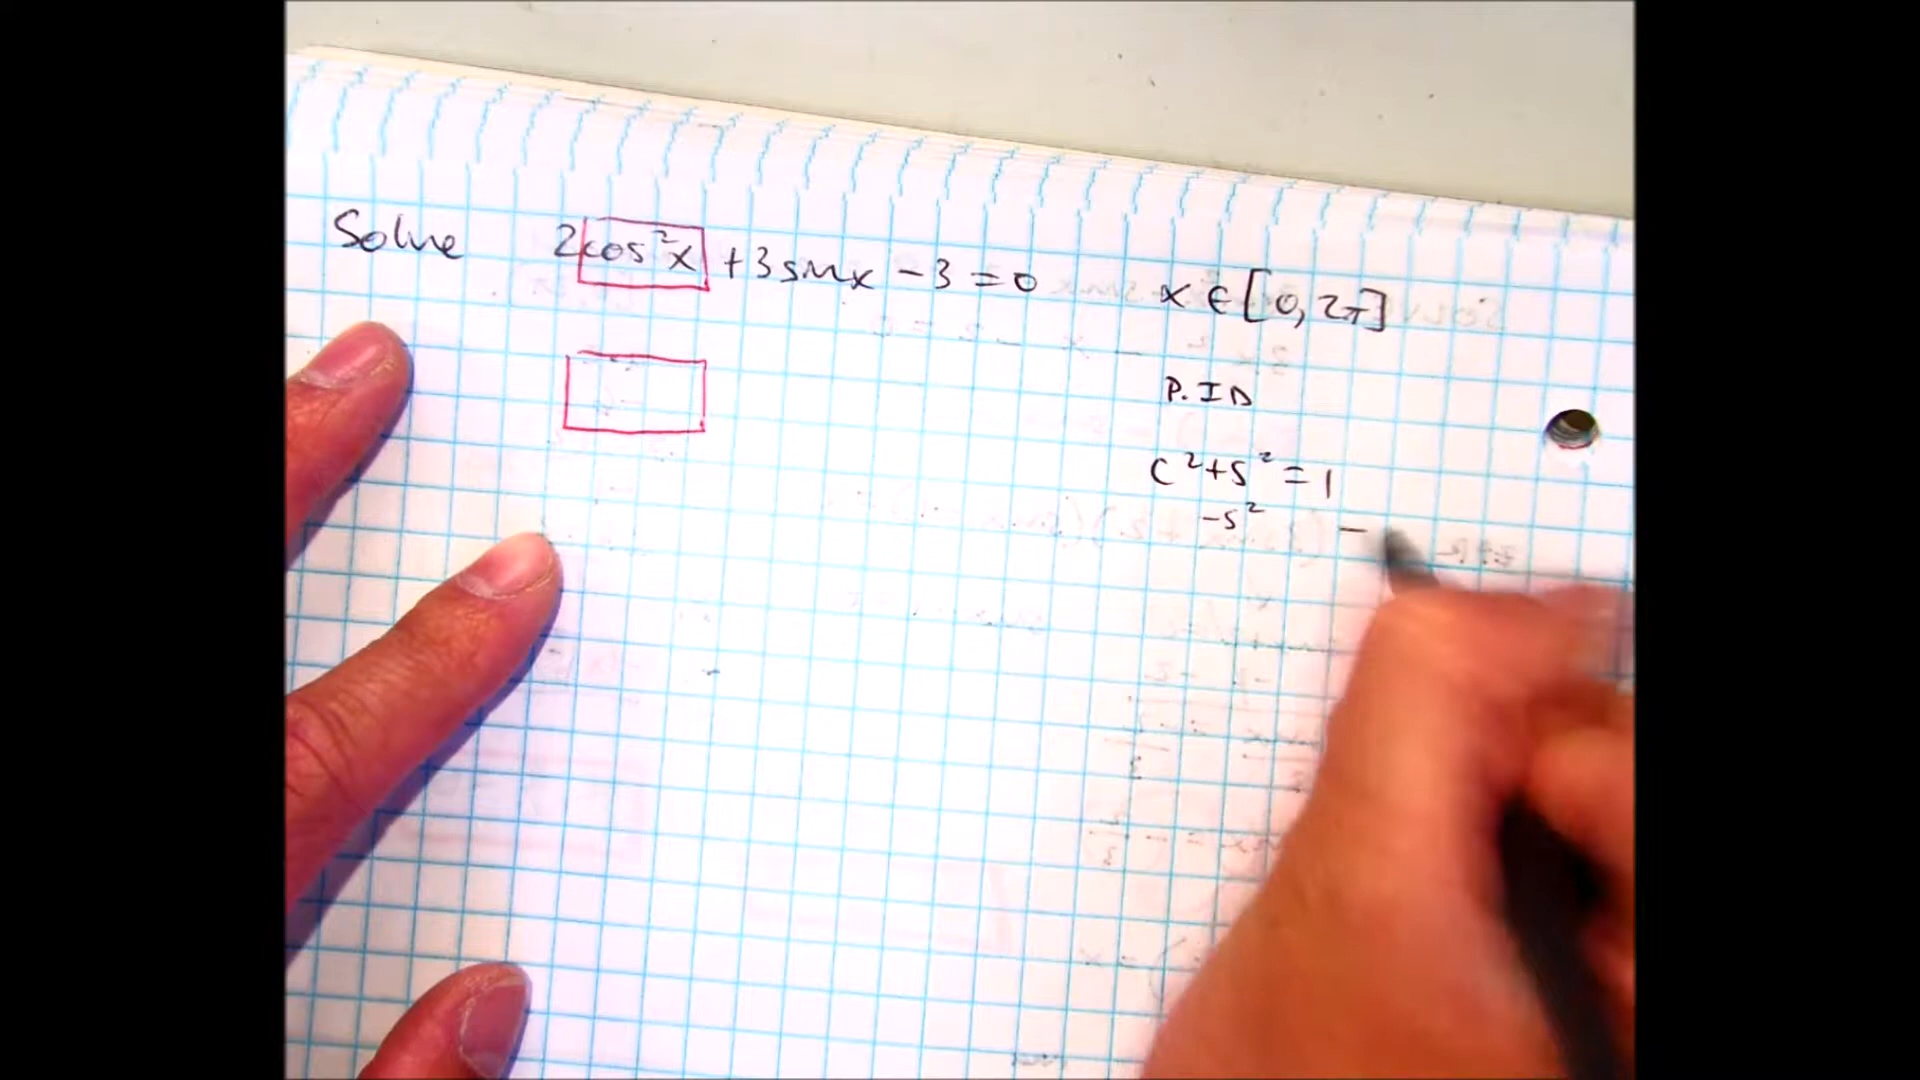 Solve 2cos²x +3sinx -3 = 0 x ∈ [0, 2π]
P. ID
C² + S² = 1
-S² -